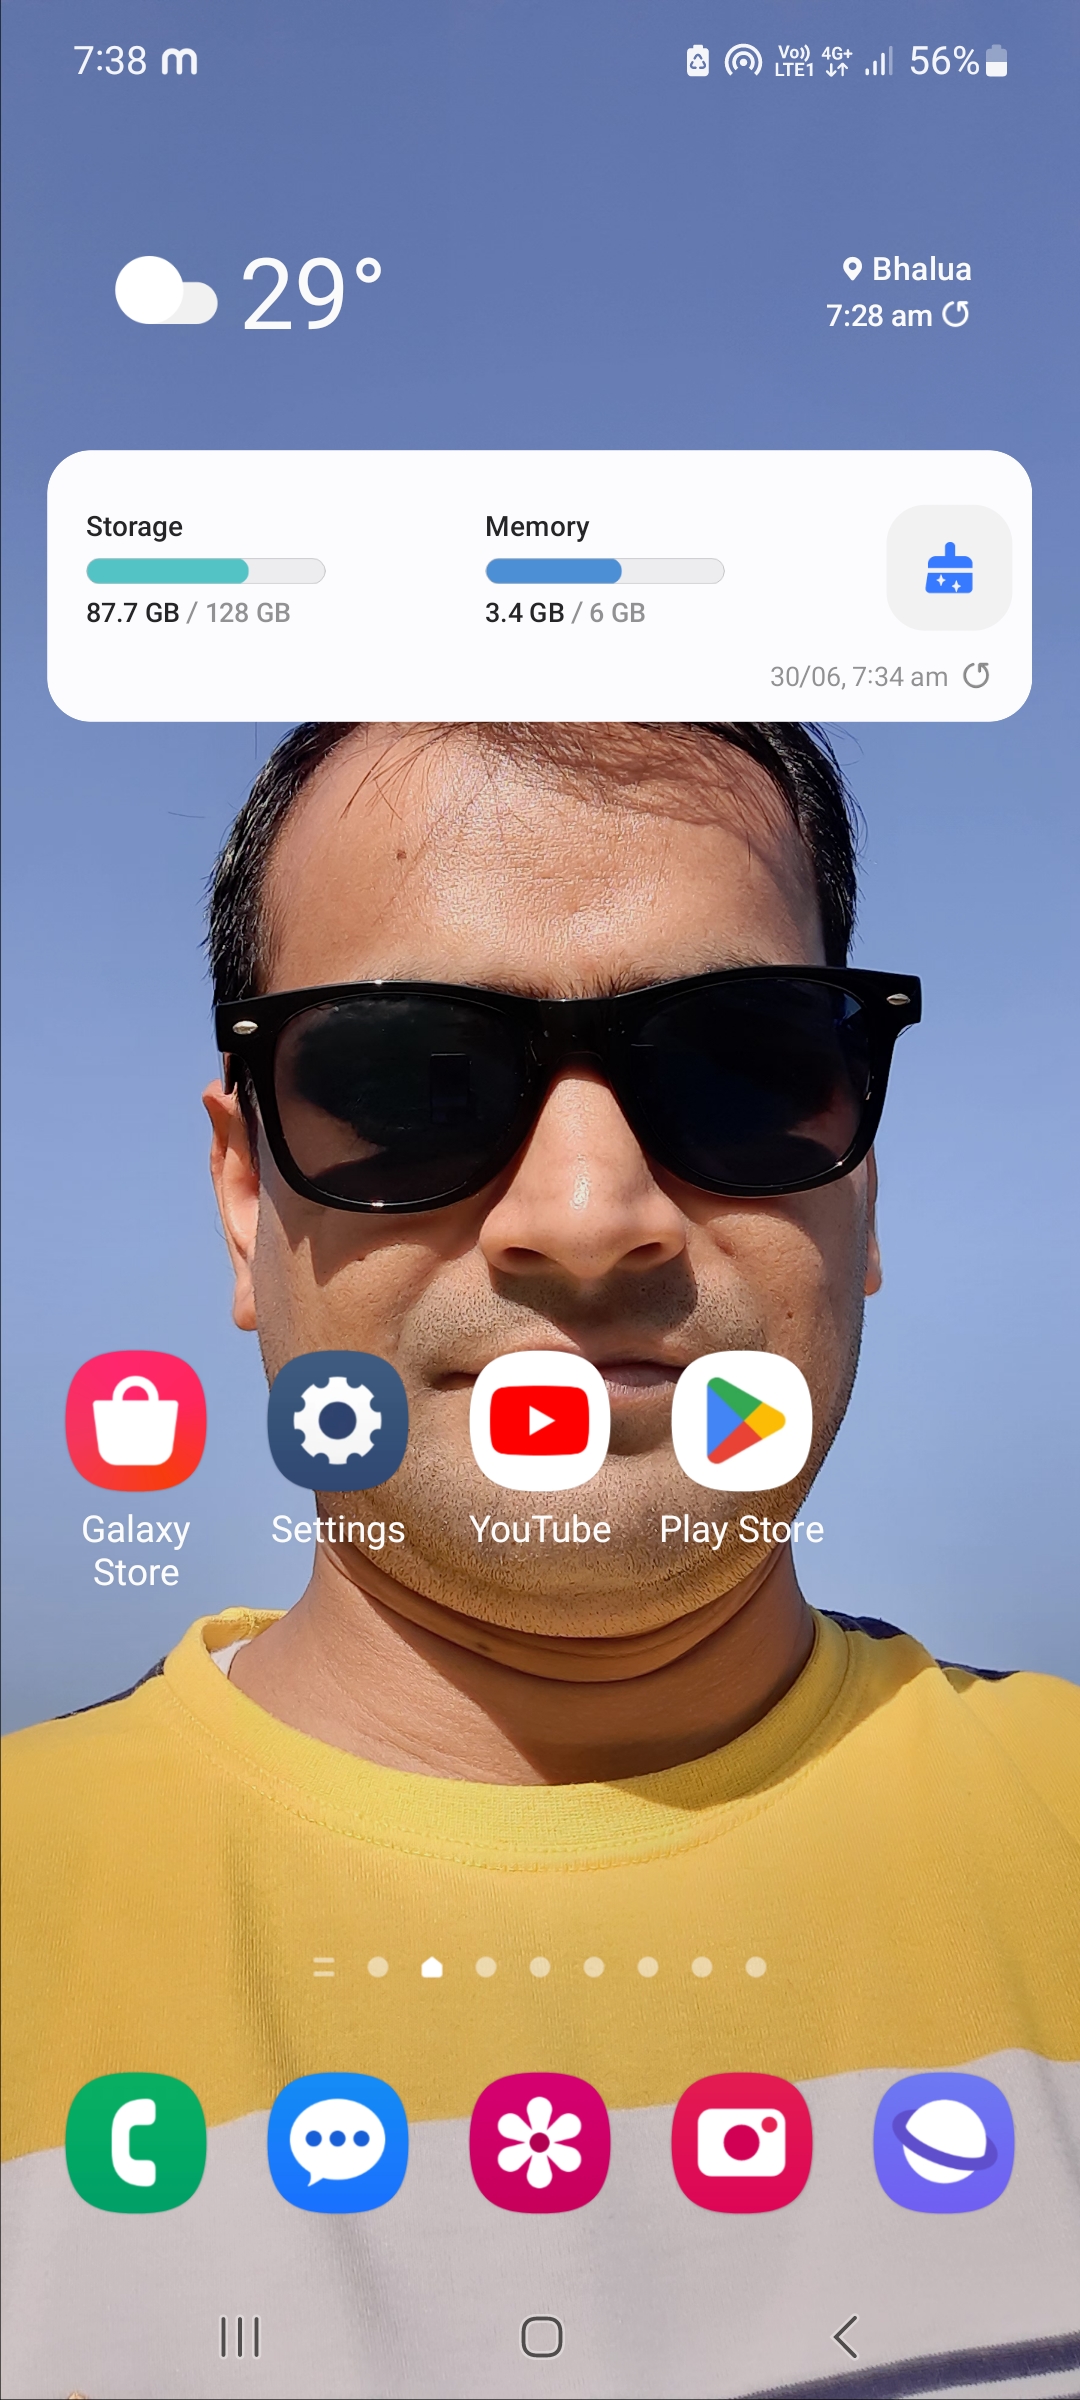 7:38 m
Vo)) LTE1 4G+ 56%
29°
Bhalua
7:28 am
Storage
87.7 GB / 128 GB
Memory
3.4 GB / 6 GB
30/06, 7:34 am
Galaxy Store
Settings
YouTube
Play Store